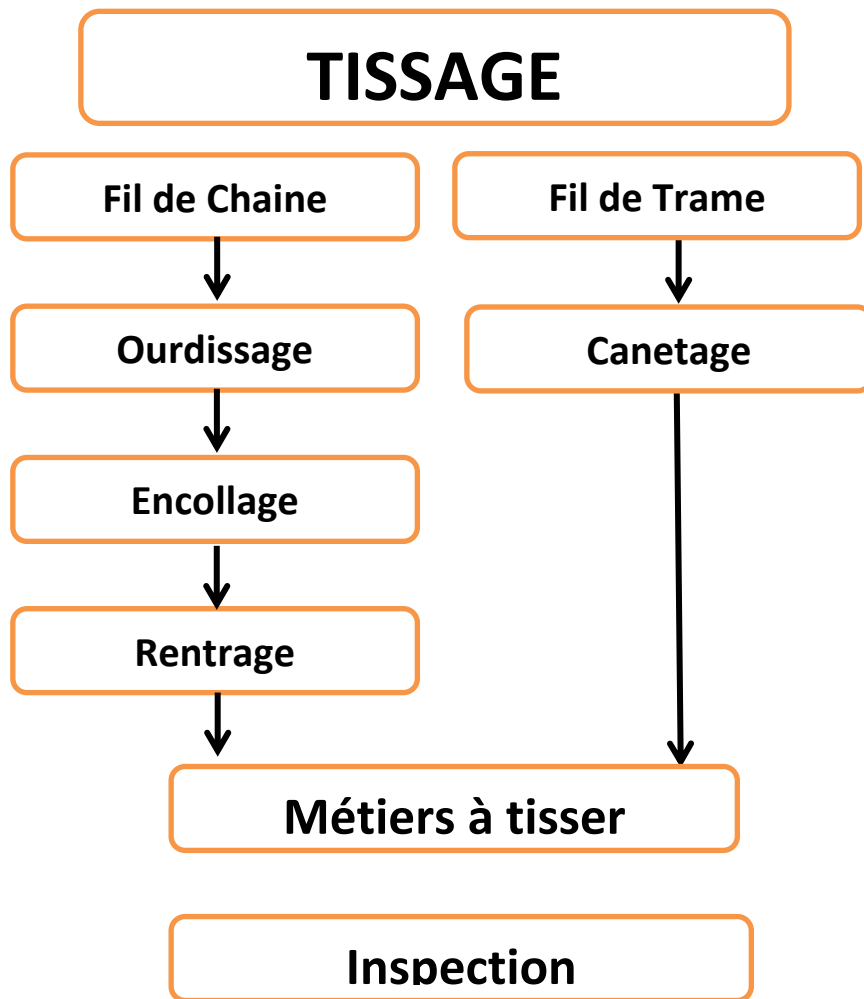 TISSAGE
Fil de Chaine
Fil de Trame
Ourdissage
Canetage
Encollage
Rentrage
Métiers à tisser
Inspection